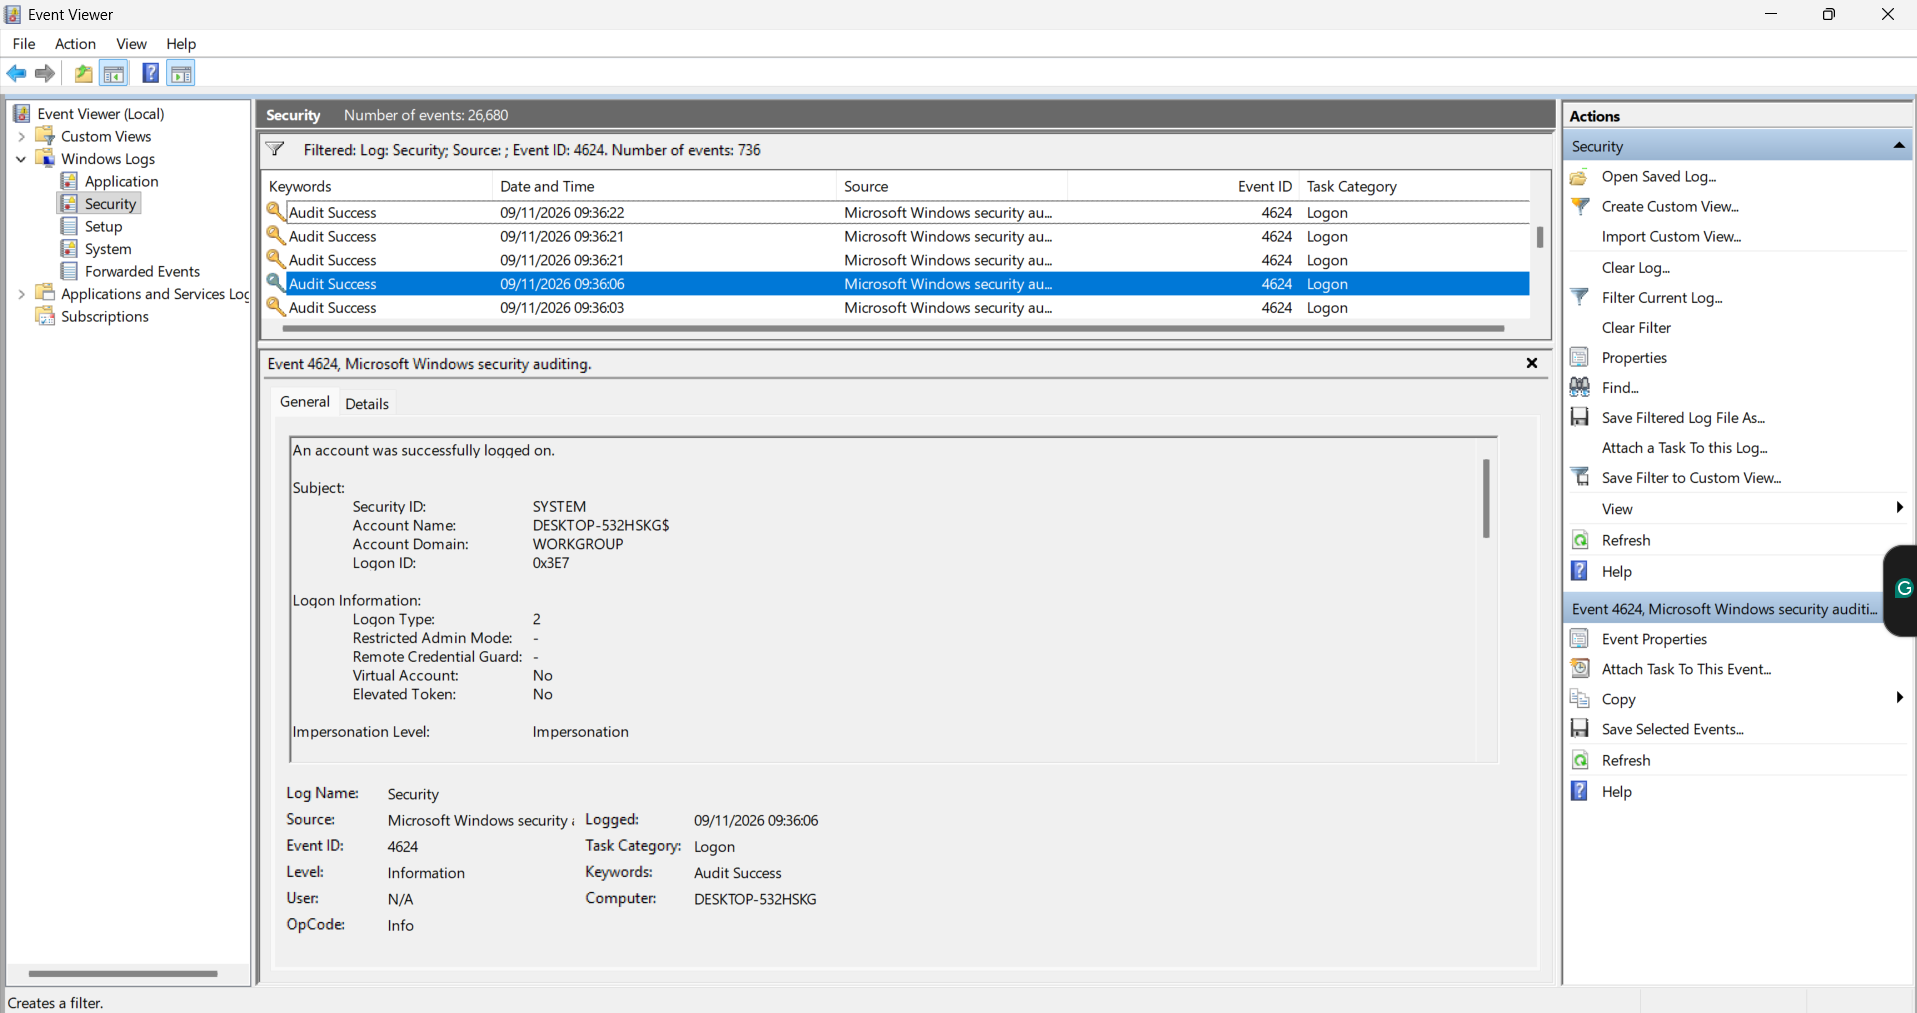 Event Viewer
File Action View Help
Event Viewer (Local)
Custom Views
Windows Logs
Application
Security
Setup
System
Forwarded Events
Applications and Services Log
Subscriptions
Security Number of events: 26,680
Filtered: Log: Security; Source: ; Event ID: 4624. Number of events: 736
Keywords Date and Time Source Event ID Task Category
Audit Success 09/11/2026 09:36:22 Microsoft Windows security au... 4624 Logon
Audit Success 09/11/2026 09:36:21 Microsoft Windows security au... 4624 Logon
Audit Success 09/11/2026 09:36:21 Microsoft Windows security au... 4624 Logon
Audit Success 09/11/2026 09:36:06 Microsoft Windows security au... 4624 Logon
Audit Success 09/11/2026 09:36:03 Microsoft Windows security au... 4624 Logon
Event 4624, Microsoft Windows security auditing.
General Details
An account was successfully logged on.
Subject:
Security ID: SYSTEM
Account Name: DESKTOP-532HSKG$
Account Domain: WORKGROUP
Logon ID: 0x3E7
Logon Information:
Logon Type: 2
Restricted Admin Mode: -
Remote Credential Guard: -
Virtual Account: No
Elevated Token: No
Impersonation Level: Impersonation
Log Name: Security
Source: Microsoft Windows security Logged: 09/11/2026 09:36:06
Event ID: 4624 Task Category: Logon
Level: Information Keywords: Audit Success
User: N/A Computer: DESKTOP-532HSKG
OpCode: Info
Actions
Security
Open Saved Log...
Create Custom View...
Import Custom View...
Clear Log...
Filter Current Log...
Clear Filter
Properties
Find...
Save Filtered Log File As...
Attach a Task To this Log...
Save Filter to Custom View...
View
Refresh
Help
Event 4624, Microsoft Windows security auditi...
Event Properties
Attach Task To This Event...
Copy
Save Selected Events...
Refresh
Help
Creates a filter.